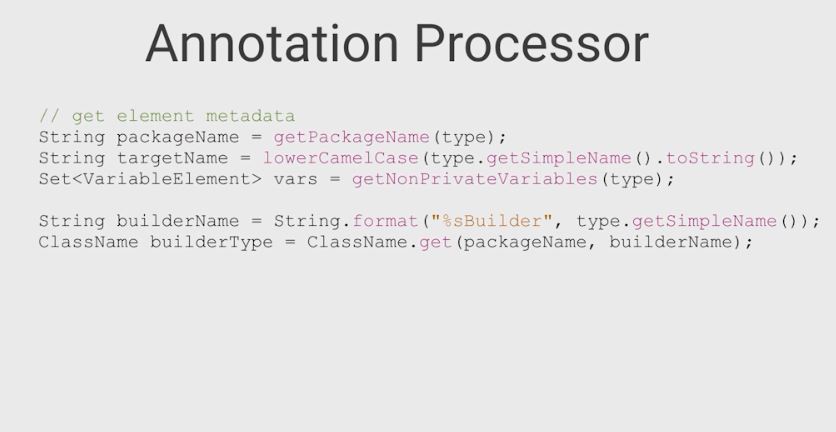 Annotation Processor
// get element metadata
String packageName = getPackageName(type);
String targetName = lowerCamelCase(type.getSimpleName().toString());
Set<VariableElement> vars = getNonPrivateVariables(type);
String builderName = String.format("%sBuilder", type.getSimpleName());
ClassName builderType = ClassName.get(packageName, builderName);